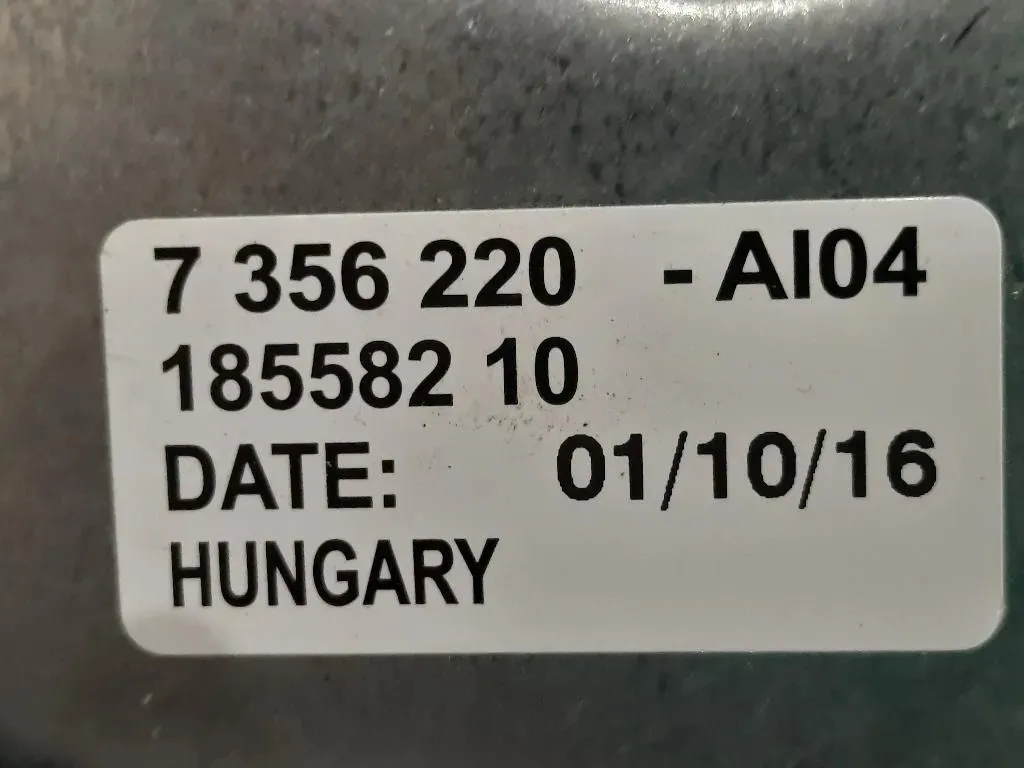 7 356 220 - AI04
185582 10
DATE: 01/10/16
HUNGARY